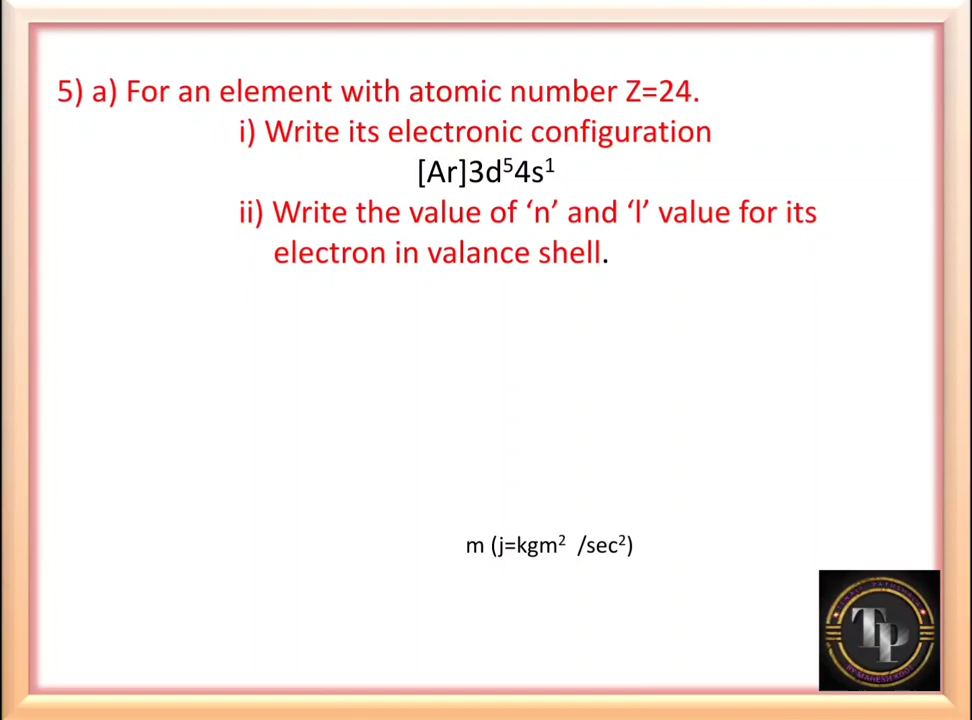 5) a) For an element with atomic number Z=24.
i) Write its electronic configuration
[Ar]3d⁵4s¹
ii) Write the value of ‘n’ and ‘l’ value for its
electron in valance shell.
m (j=kgm² /sec²)
TP